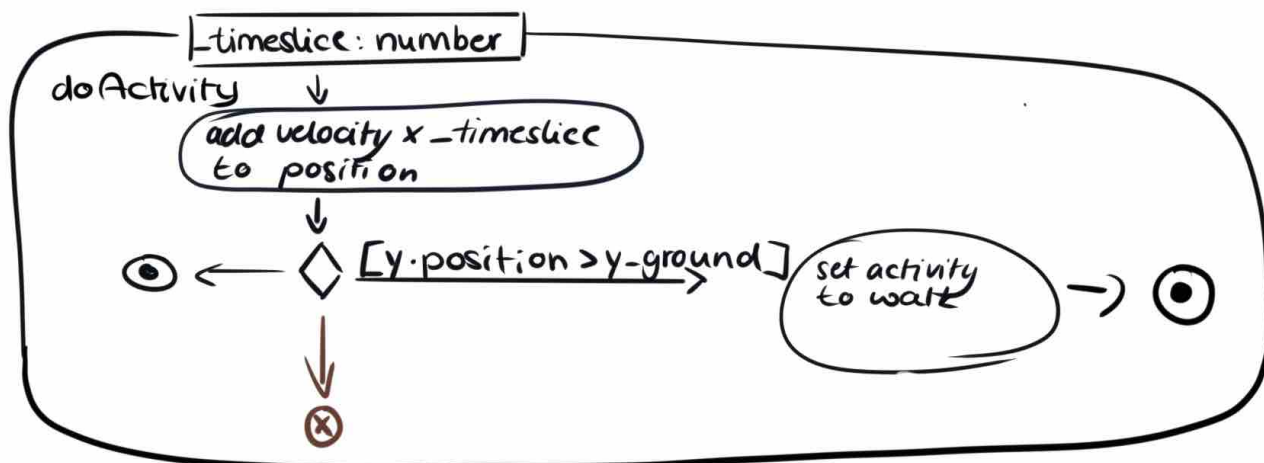 _timeslice: number
doActivity
add velocity x _timeslice
to position
[y.position > y-ground]
set activity
to walk